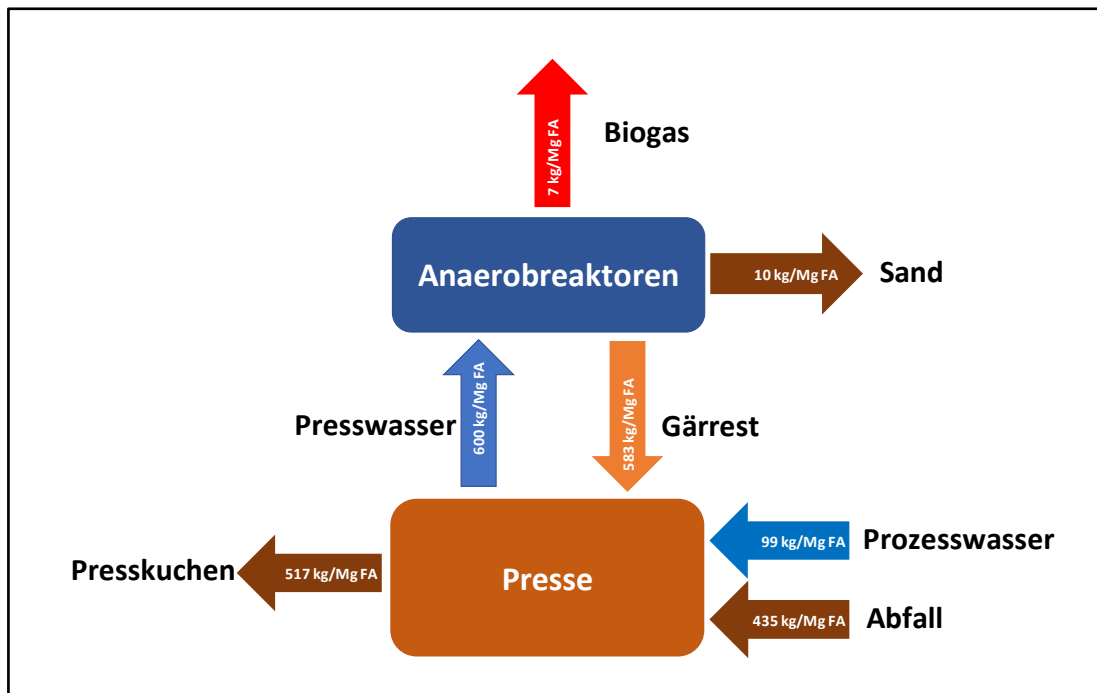 7 kg/Mg FA
Biogas
Anaerobreaktoren
10 kg/Mg FA
Sand
Presswasser
600 kg/Mg FA
583 kg/Mg FA
Gärrest
99 kg/Mg FA
Prozesswasser
Presskuchen
517 kg/Mg FA
Presse
435 kg/Mg FA
Abfall